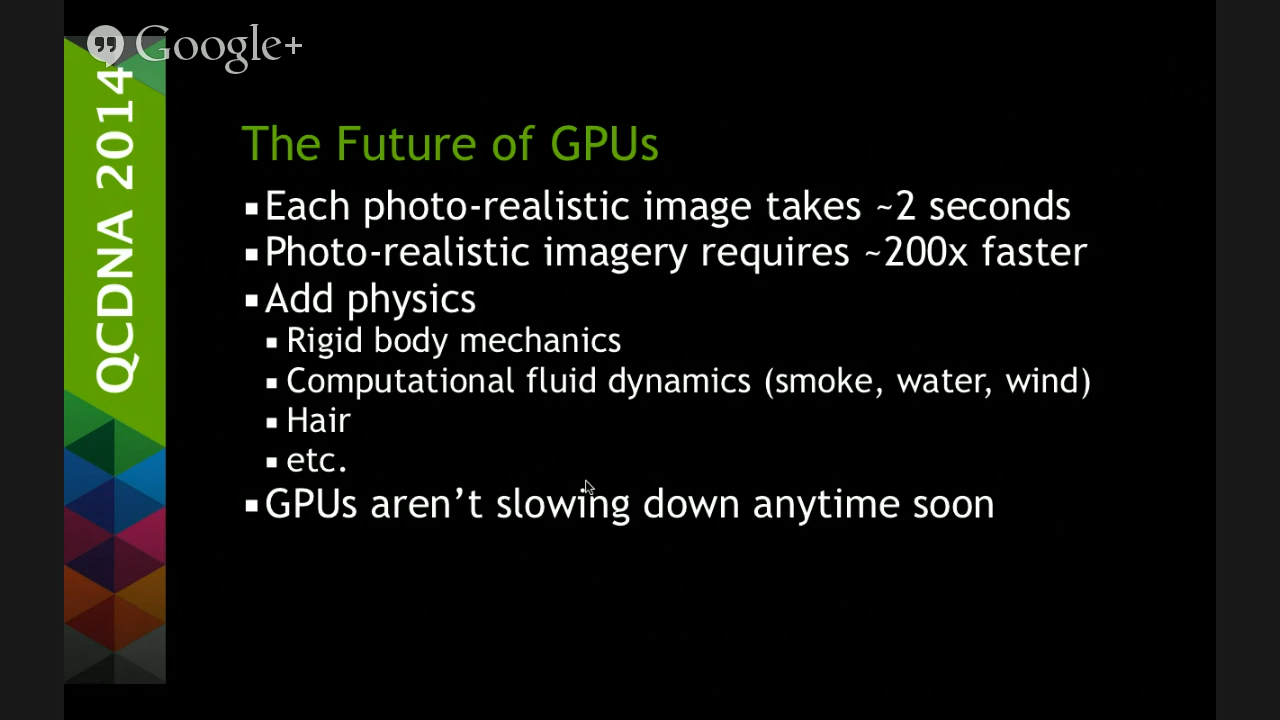 Google+
QCDNA 2014
The Future of GPUs
▪Each photo-realistic image takes ~2 seconds
▪Photo-realistic imagery requires ~200x faster
▪Add physics
▪Rigid body mechanics
▪Computational fluid dynamics (smoke, water, wind)
▪Hair
▪etc.
▪GPUs aren’t slowing down anytime soon